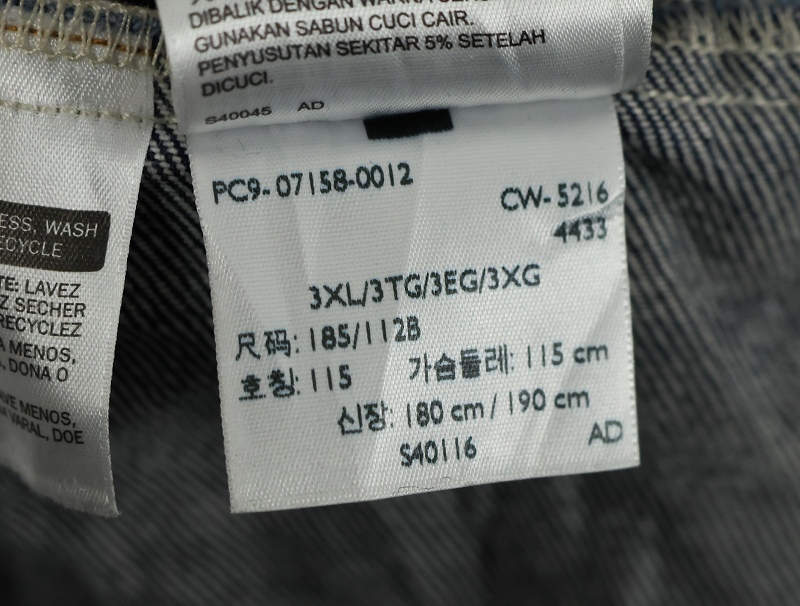 DIBALIK DENGAN WARNA
GUNAKAN SABUN CUCI CAIR.
PENYUSUTAN SEKITAR 5% SETELAH
DICUCI.
S40045 AD
ESS, WASH
ECYCLE
TE: LAVEZ
Z SECHER
RECYCLEZ
A MENOS,
, DONA O
AVE MENOS,
M VARAL, DOE
PC9-07158-0012
CW-5216
4433
3XL/3TG/3EG/3XG
尺码: 185/112B
호칭: 115 가슴둘레: 115 cm
신장: 180 cm / 190 cm
S40116 AD